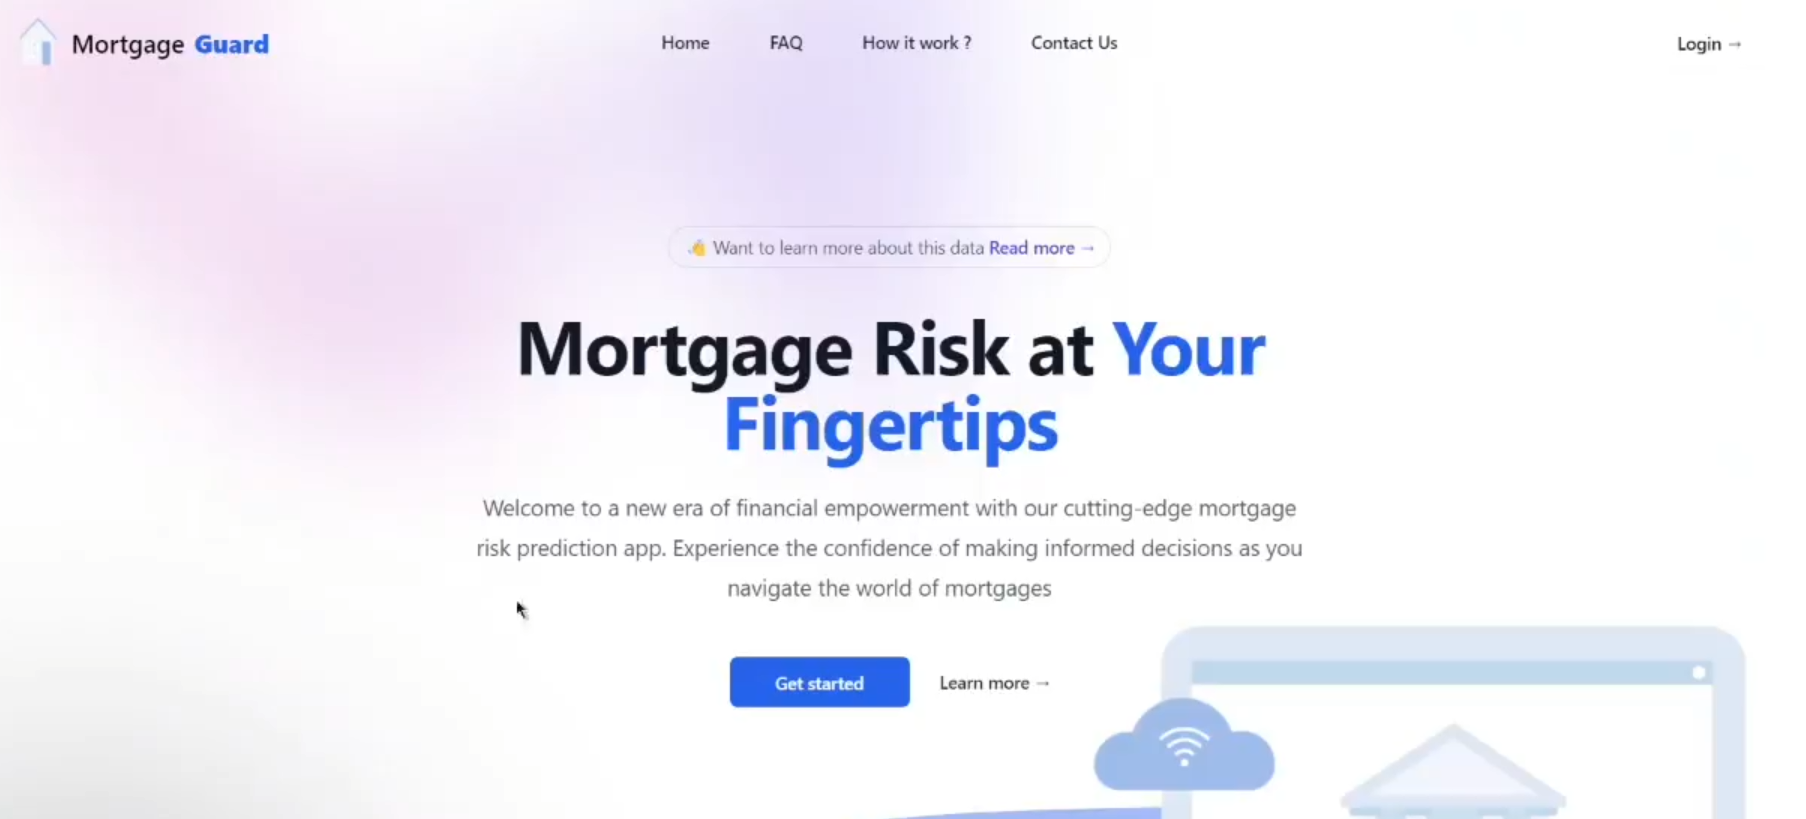 Mortgage Guard
Home
FAQ
How it work ?
Contact Us
Login →
👋 Want to learn more about this data Read more →
Mortgage Risk at Your
Fingertips
Welcome to a new era of financial empowerment with our cutting-edge mortgage
risk prediction app. Experience the confidence of making informed decisions as you
navigate the world of mortgages
Get started
Learn more →